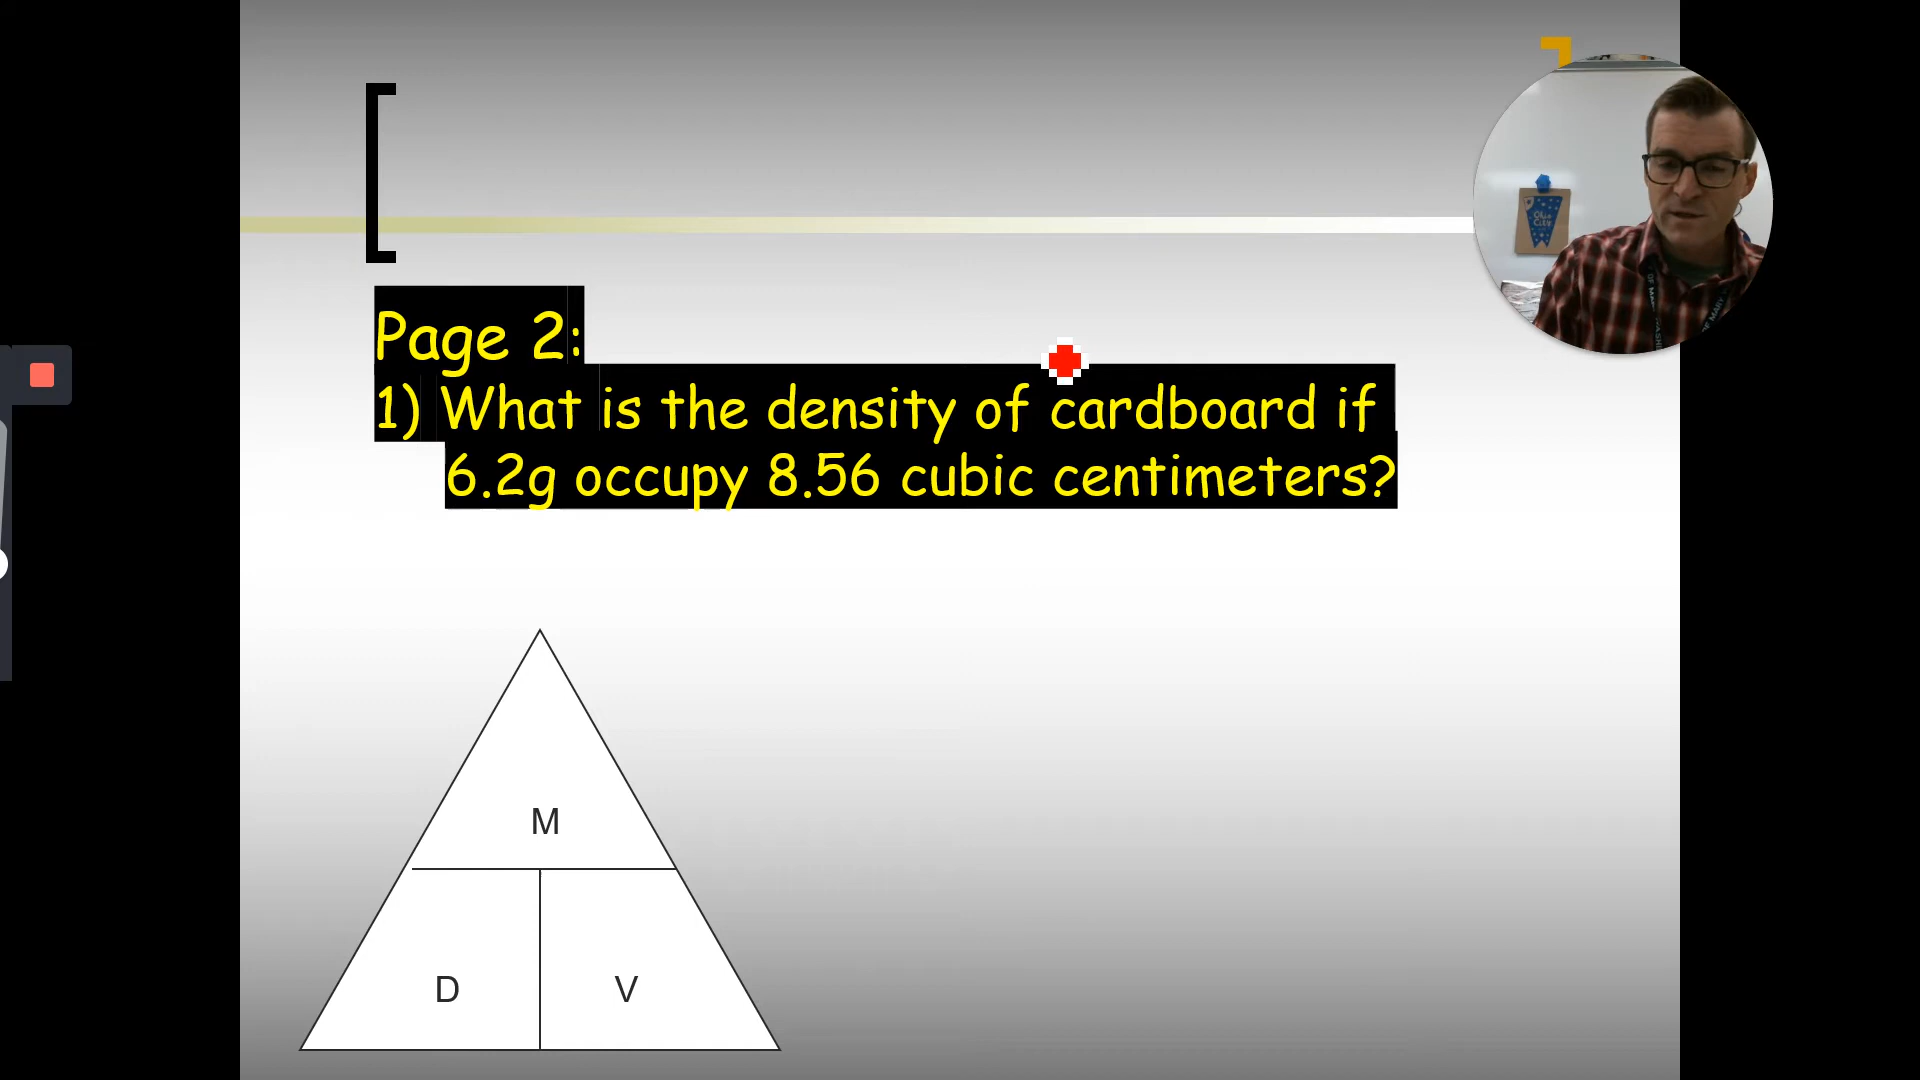 Page 2:
1) What is the density of cardboard if
6.2g occupy 8.56 cubic centimeters?
M
D V